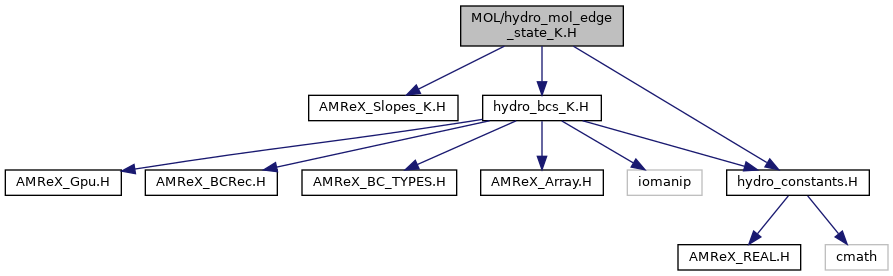 MOL/hydro_mol_edge
_state_K.H
AMReX_Slopes_K.H
hydro_bcs_K.H
AMReX_Gpu.H
AMReX_BCRec.H
AMReX_BC_TYPES.H
AMReX_Array.H
iomanip
hydro_constants.H
AMReX_REAL.H
cmath